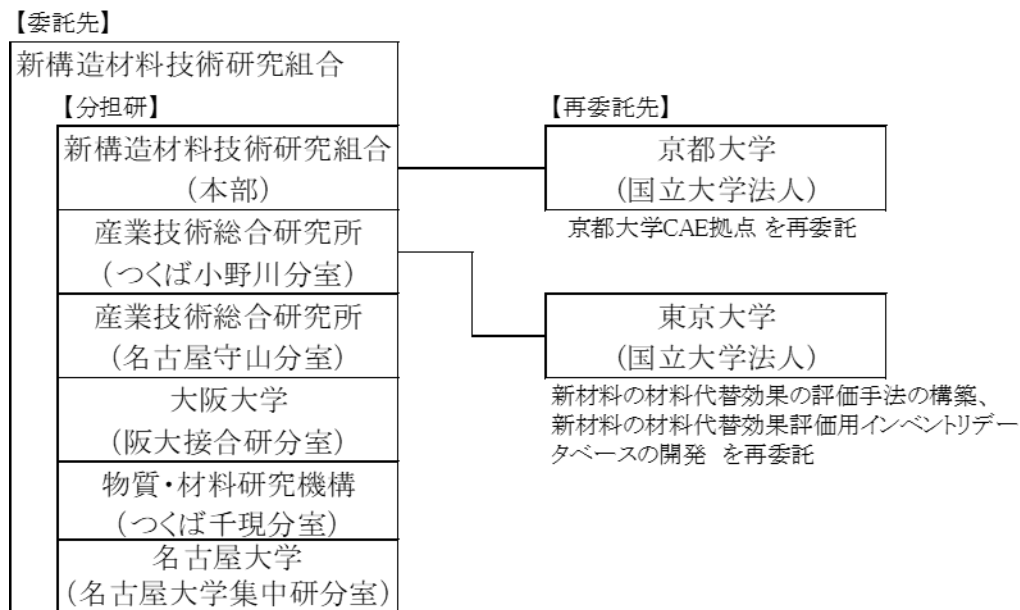 【委託先】
新構造材料技術研究組合
【分担研】
新構造材料技術研究組合
(本部)
産業技術総合研究所
(つくば小野川分室)
産業技術総合研究所
(名古屋守山分室)
大阪大学
(阪大接合研分室)
物質・材料研究機構
(つくば千現分室)
名古屋大学
(名古屋大学集中研分室)
【再委託先】
京都大学
(国立大学法人)
京都大学CAE拠点 を再委託
東京大学
(国立大学法人)
新材料の材料代替効果の評価手法の構築、
新材料の材料代替効果評価用インベントリデー
タベースの開発 を再委託